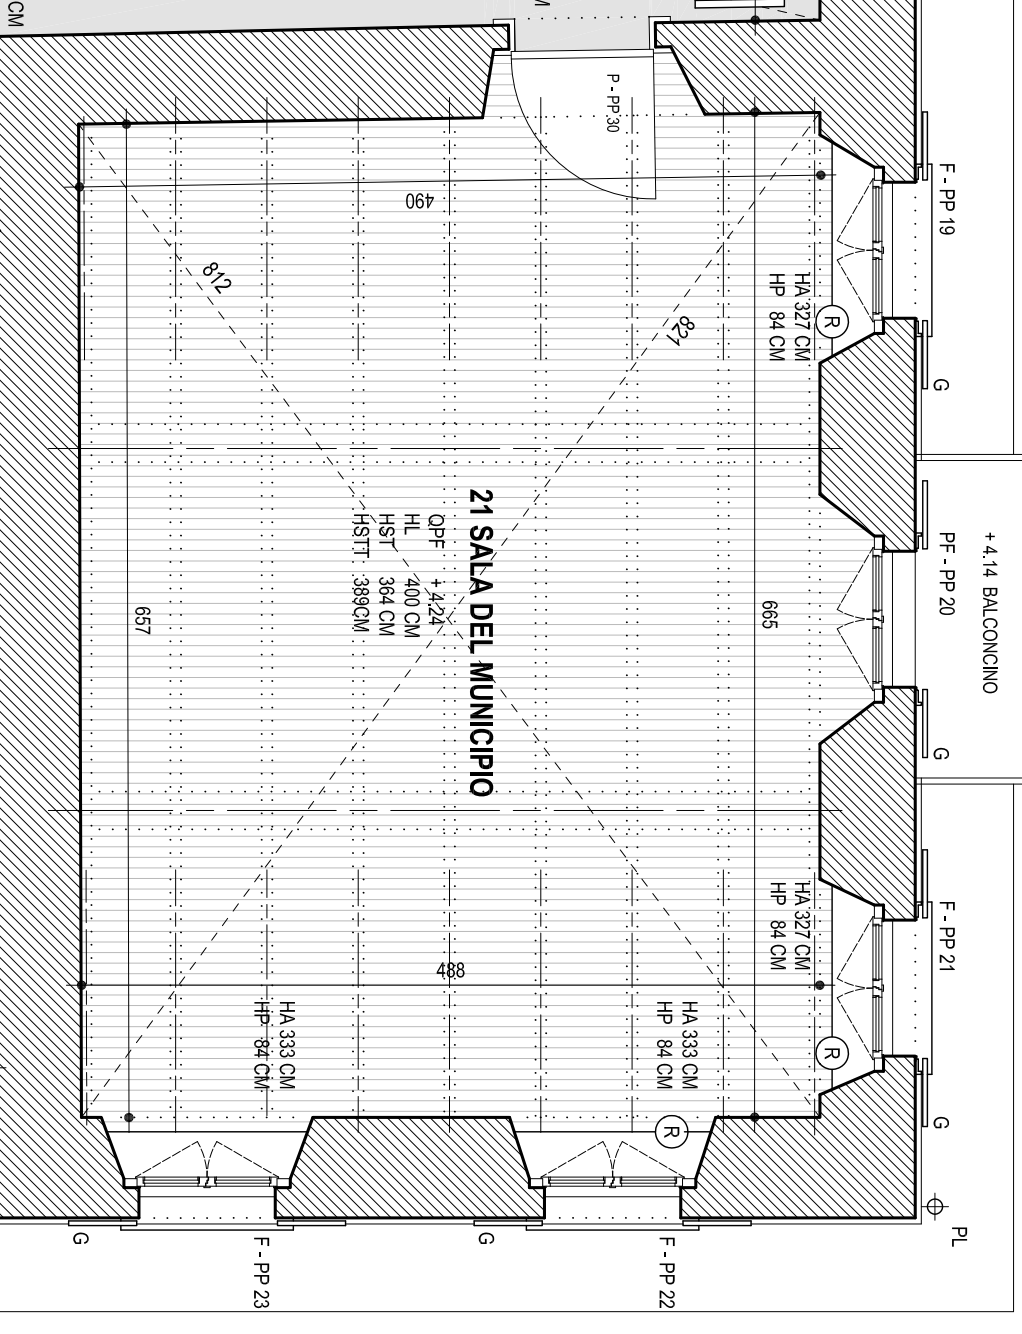 CM
M
P - PP.30
F - PP 19
HA 327 CM
HP 84 CM
R
G
490
812
821
+ 4.14 BALCONCINO
PF - PP 20
G
21 SALA DEL MUNICIPIO
QPF + 4.24
HL 400 CM
HST 364 CM
HSTT 389CM
657
665
F - PP 21
HA 327 CM
HP 84 CM
R
G
488
HA 333 CM
HP 84 CM
HA 333 CM
HP 84 CM
R
PL
G
F - PP 23
G
F - PP 22